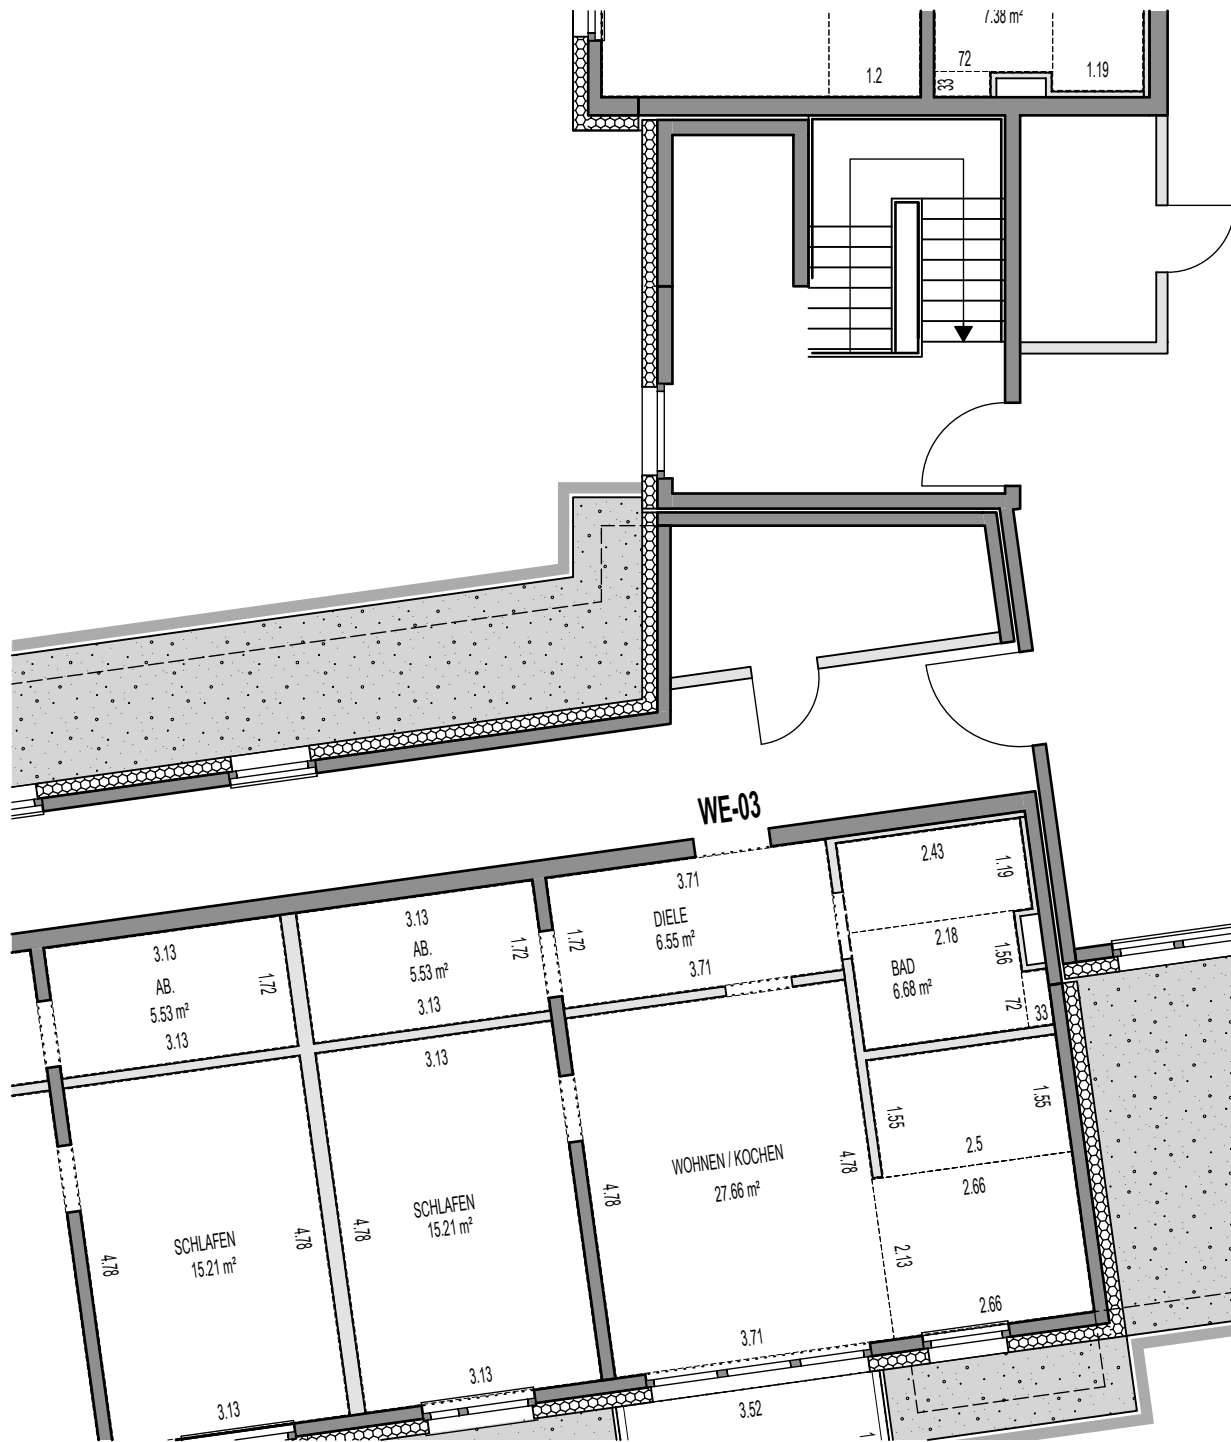 7.38 m²
72
1.2
1.19
33
WE-03
2.43
1.19
3.71
DIELE
6.55 m²
1.72
3.71
2.18
1.56
BAD
6.68 m²
72
33
3.13
AB.
5.53 m²
1.72
3.13
3.13
AB.
5.53 m²
1.72
3.13
3.13
1.55
1.55
2.5
2.66
WOHNEN / KOCHEN
27.66 m²
4.78
4.78
2.13
2.66
3.71
3.52
1
SCHLAFEN
15.21 m²
4.78
3.13
SCHLAFEN
15.21 m²
4.78
4.78
3.13